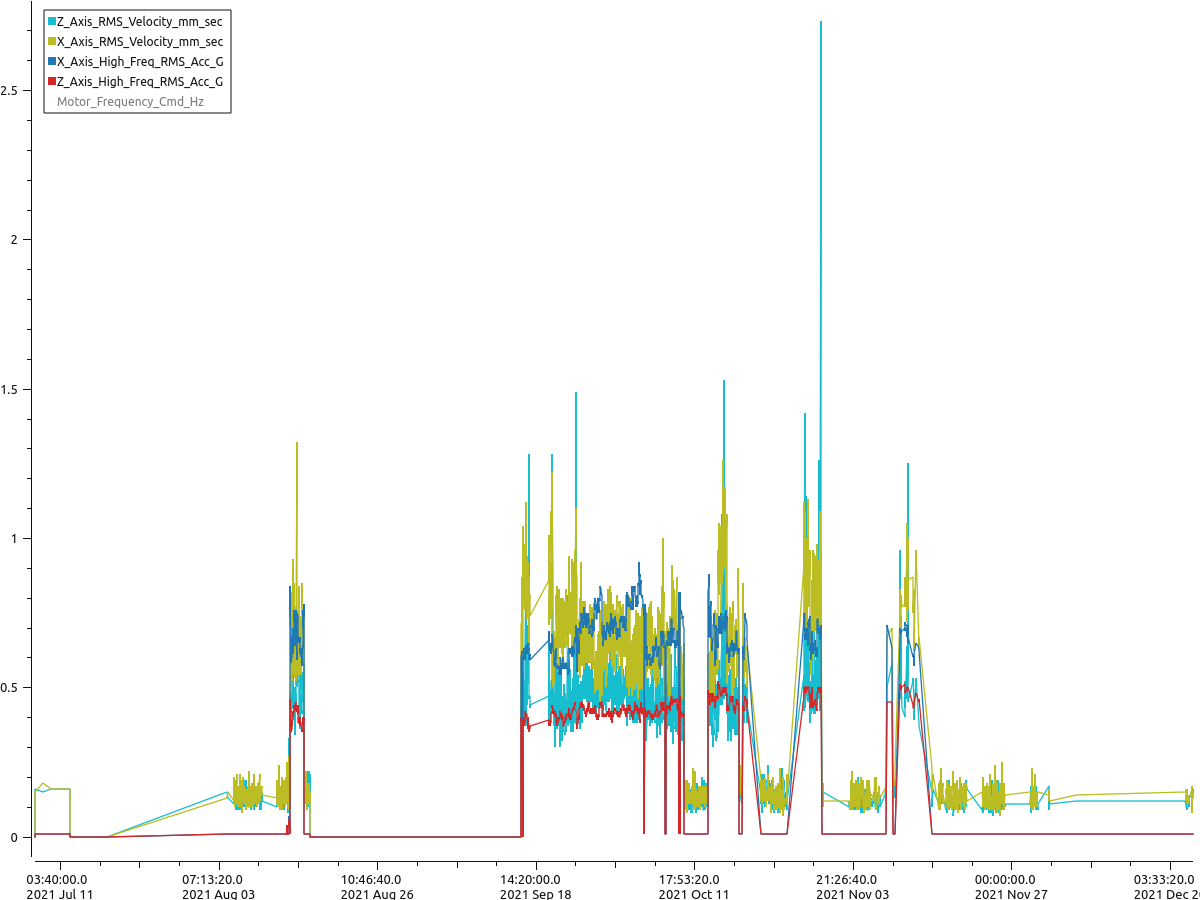 Z_Axis_RMS_Velocity_mm_sec
X_Axis_RMS_Velocity_mm_sec
X_Axis_High_Freq_RMS_Acc_G
Z_Axis_High_Freq_RMS_Acc_G
Motor_Frequency_Cmd_Hz
2.5
2
1.5
1
0.5
0
03:40:00.0 07:13:20.0 10:46:40.0 14:20:00.0 17:53:20.0 21:26:40.0 00:00:00.0 03:33:20.0
2021 Jul 11 2021 Aug 03 2021 Aug 26 2021 Sep 18 2021 Oct 11 2021 Nov 03 2021 Nov 27 2021 Dec